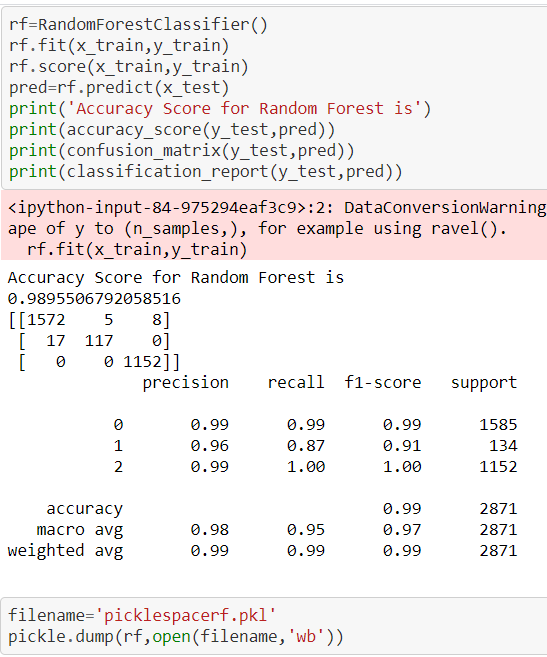 rf=RandomForestClassifier()
rf.fit(x_train,y_train)
rf.score(x_train,y_train)
pred=rf.predict(x_test)
print('Accuracy Score for Random Forest is')
print(accuracy_score(y_test,pred))
print(confusion_matrix(y_test,pred))
print(classification_report(y_test,pred))
<ipython-input-84-975294eaf3c9>:2: DataConversionWarning
ape of y to (n_samples,), for example using ravel().
  rf.fit(x_train,y_train)
Accuracy Score for Random Forest is
0.9895506792058516
[[1572    5    8]
 [  17  117    0]
 [   0    0 1152]]
              precision    recall  f1-score   support
           0       0.99      0.99      0.99      1585
           1       0.96      0.87      0.91       134
           2       0.99      1.00      1.00      1152
    accuracy                           0.99      2871
   macro avg       0.98      0.95      0.97      2871
weighted avg       0.99      0.99      0.99      2871
filename='picklespacerf.pkl'
pickle.dump(rf,open(filename,'wb'))